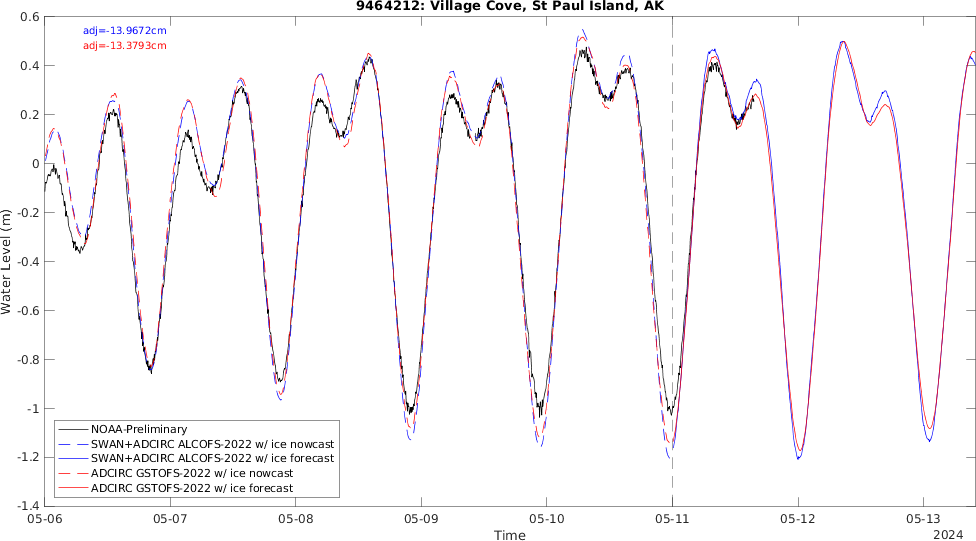 9464212: Village Cove, St Paul Island, AK
adj=-13.9672cm
adj=-13.3793cm
0.6
0.4
0.2
0
-0.2
-0.4
-0.6
-0.8
-1
-1.2
-1.4
Water Level (m)
NOAA-Preliminary
SWAN+ADCIRC ALCOFS-2022 w/ ice nowcast
SWAN+ADCIRC ALCOFS-2022 w/ ice forecast
ADCIRC GSTOFS-2022 w/ ice nowcast
ADCIRC GSTOFS-2022 w/ ice forecast
05-06 05-07 05-08 05-09 05-10 05-11 05-12 05-13
Time
2024